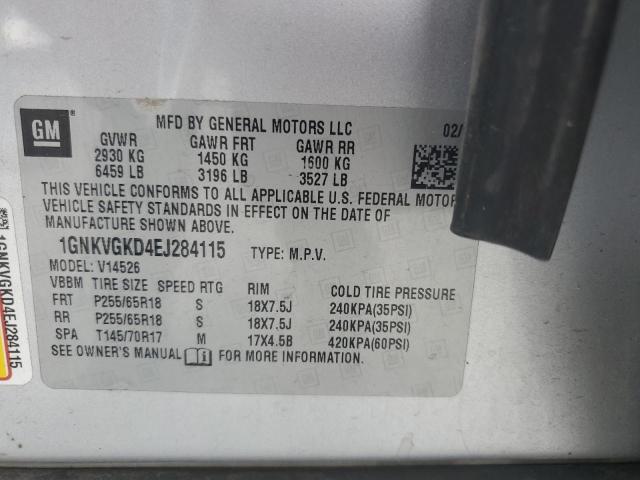 GM
MFD BY GENERAL MOTORS LLC 02/
GVWR GAWR FRT GAWR RR
2930 KG 1450 KG 1600 KG
6459 LB 3196 LB 3527 LB
THIS VEHICLE CONFORMS TO ALL APPLICABLE U.S. FEDERAL MOTOR
VEHICLE SAFETY STANDARDS IN EFFECT ON THE DATE OF
MANUFACTURE SHOWN ABOVE.
1GNKVGKD4EJ284115 TYPE: M.P.V.
MODEL: V14526
VBBM TIRE SIZE SPEED RTG RIM COLD TIRE PRESSURE
FRT P255/65R18 S 18X7.5J 240KPA(35PSI)
RR P255/65R18 S 18X7.5J 240KPA(35PSI)
SPA T145/70R17 M 17X4.5B 420KPA(60PSI)
SEE OWNER'S MANUAL i FOR MORE INFORMATION.
1GNKVGKD4EJ284115